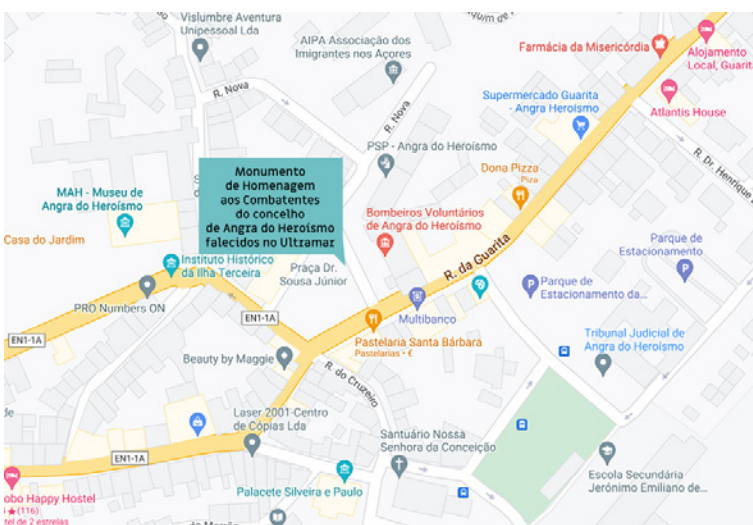 Vislumbre Aventura
Unipessoal Lda
AIPA Associação dos
Imigrantes nos Açores
Farmácia da Misericórdia
Alojamento
Local, Guarit
R. Nova
R. Nova
Supermercado Guarita
- Angra Heroísmo
Atlantis House
PSP - Angra do Heroísmo
R. Dr. Henrique
Dona Pizza
Piza
Monumento
de Homenagem
aos Combatentes
do concelho
de Angra do Heroísmo
falecidos no Ultramar
MAH - Museu de
Angra do Heroísmo
Bombeiros Voluntários
de Angra do Heroísmo
Casa do Jardim
Instituto Histórico
da Ilha Terceira
Praça Dr.
Sousa Júnior
R. da Guarita
Parque de
Estacionamento
P
P
Parque de
Estacionamento da...
PRO Numbers ON
EN1-1A
EN1-1A
Multibanco
Pastelaria Santa Bárbara
Pastelarias • €
Tribunal Judicial de
Angra do Heroísmo
Beauty by Maggie
R. do Cruzeiro
Laser 2001-Centro
de Cópias Lda
EN1-1A
Santuário Nossa
Senhora da Conceição
Escola Secundária
Jerónimo Emiliano de...
Palacete Silveira e Paulo
obo Happy Hostel
(116)
tel de 2 estrelas